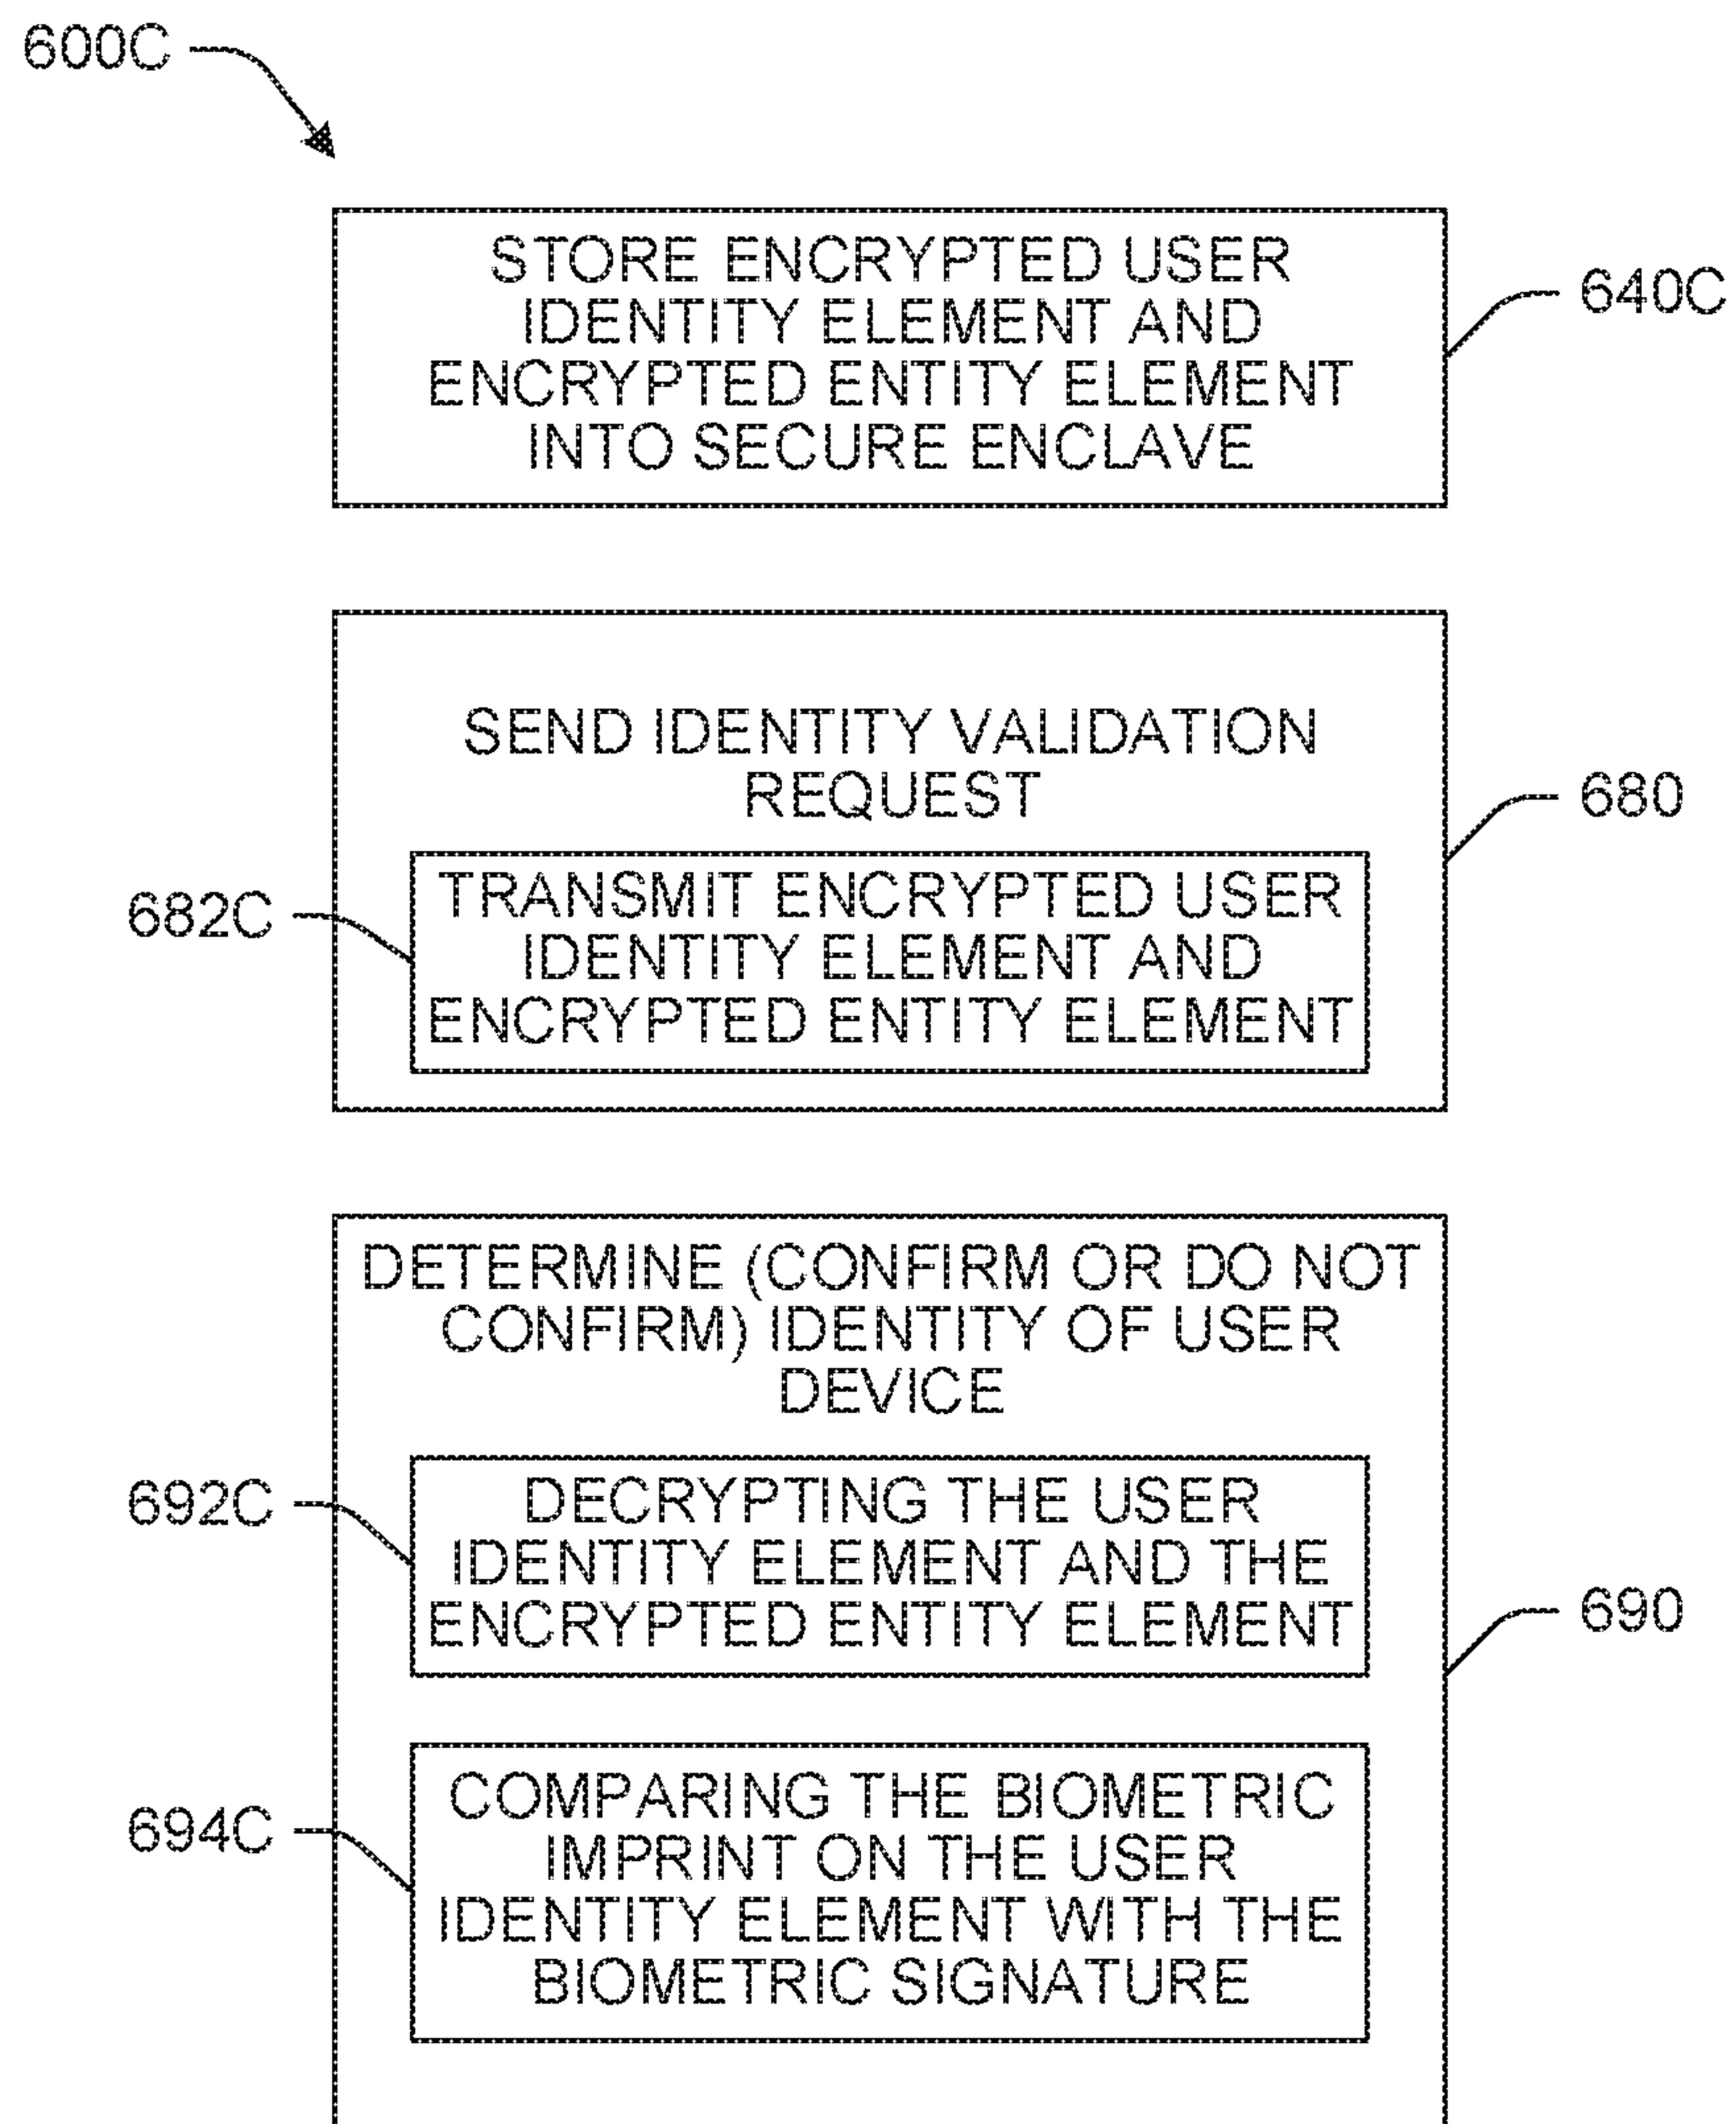 600C
STORE ENCRYPTED USER
IDENTITY ELEMENT AND
ENCRYPTED ENTITY ELEMENT
INTO SECURE ENCLAVE
640C
SEND IDENTITY VALIDATION
REQUEST
680
682C
TRANSMIT ENCRYPTED USER
IDENTITY ELEMENT AND
ENCRYPTED ENTITY ELEMENT
DETERMINE (CONFIRM OR DO NOT
CONFIRM) IDENTITY OF USER
DEVICE
692C
DECRYPTING THE USER
IDENTITY ELEMENT AND THE
ENCRYPTED ENTITY ELEMENT
690
694C
COMPARING THE BIOMETRIC
IMPRINT ON THE USER
IDENTITY ELEMENT WITH THE
BIOMETRIC SIGNATURE